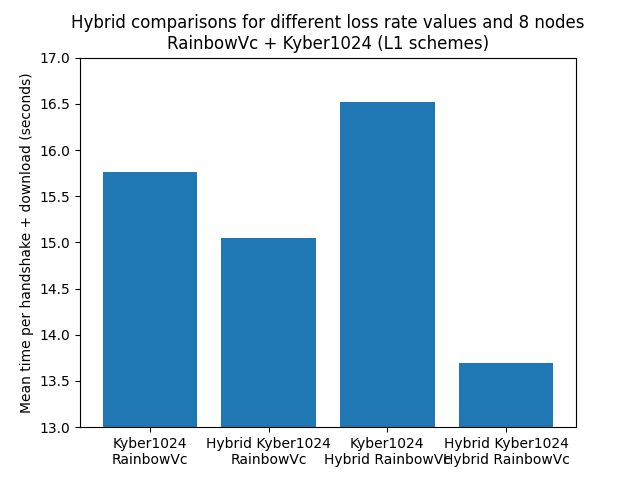 Hybrid comparisons for different loss rate values and 8 nodes
RainbowVc + Kyber1024 (L1 schemes)
Mean time per handshake + download (seconds)
17.0
16.5
16.0
15.5
15.0
14.5
14.0
13.5
13.0
Kyber1024
RainbowVc
Hybrid Kyber1024
RainbowVc
Kyber1024
Hybrid RainbowVc
Hybrid Kyber1024
Hybrid RainbowVc